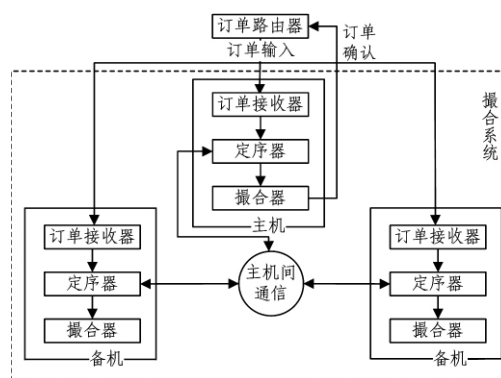 订单路由器
订单输入
订单
确认
撮合系统
订单接收器
定序器
撮合器
主机
订单接收器
定序器
撮合器
备机
主机间
通信
订单接收器
定序器
撮合器
备机